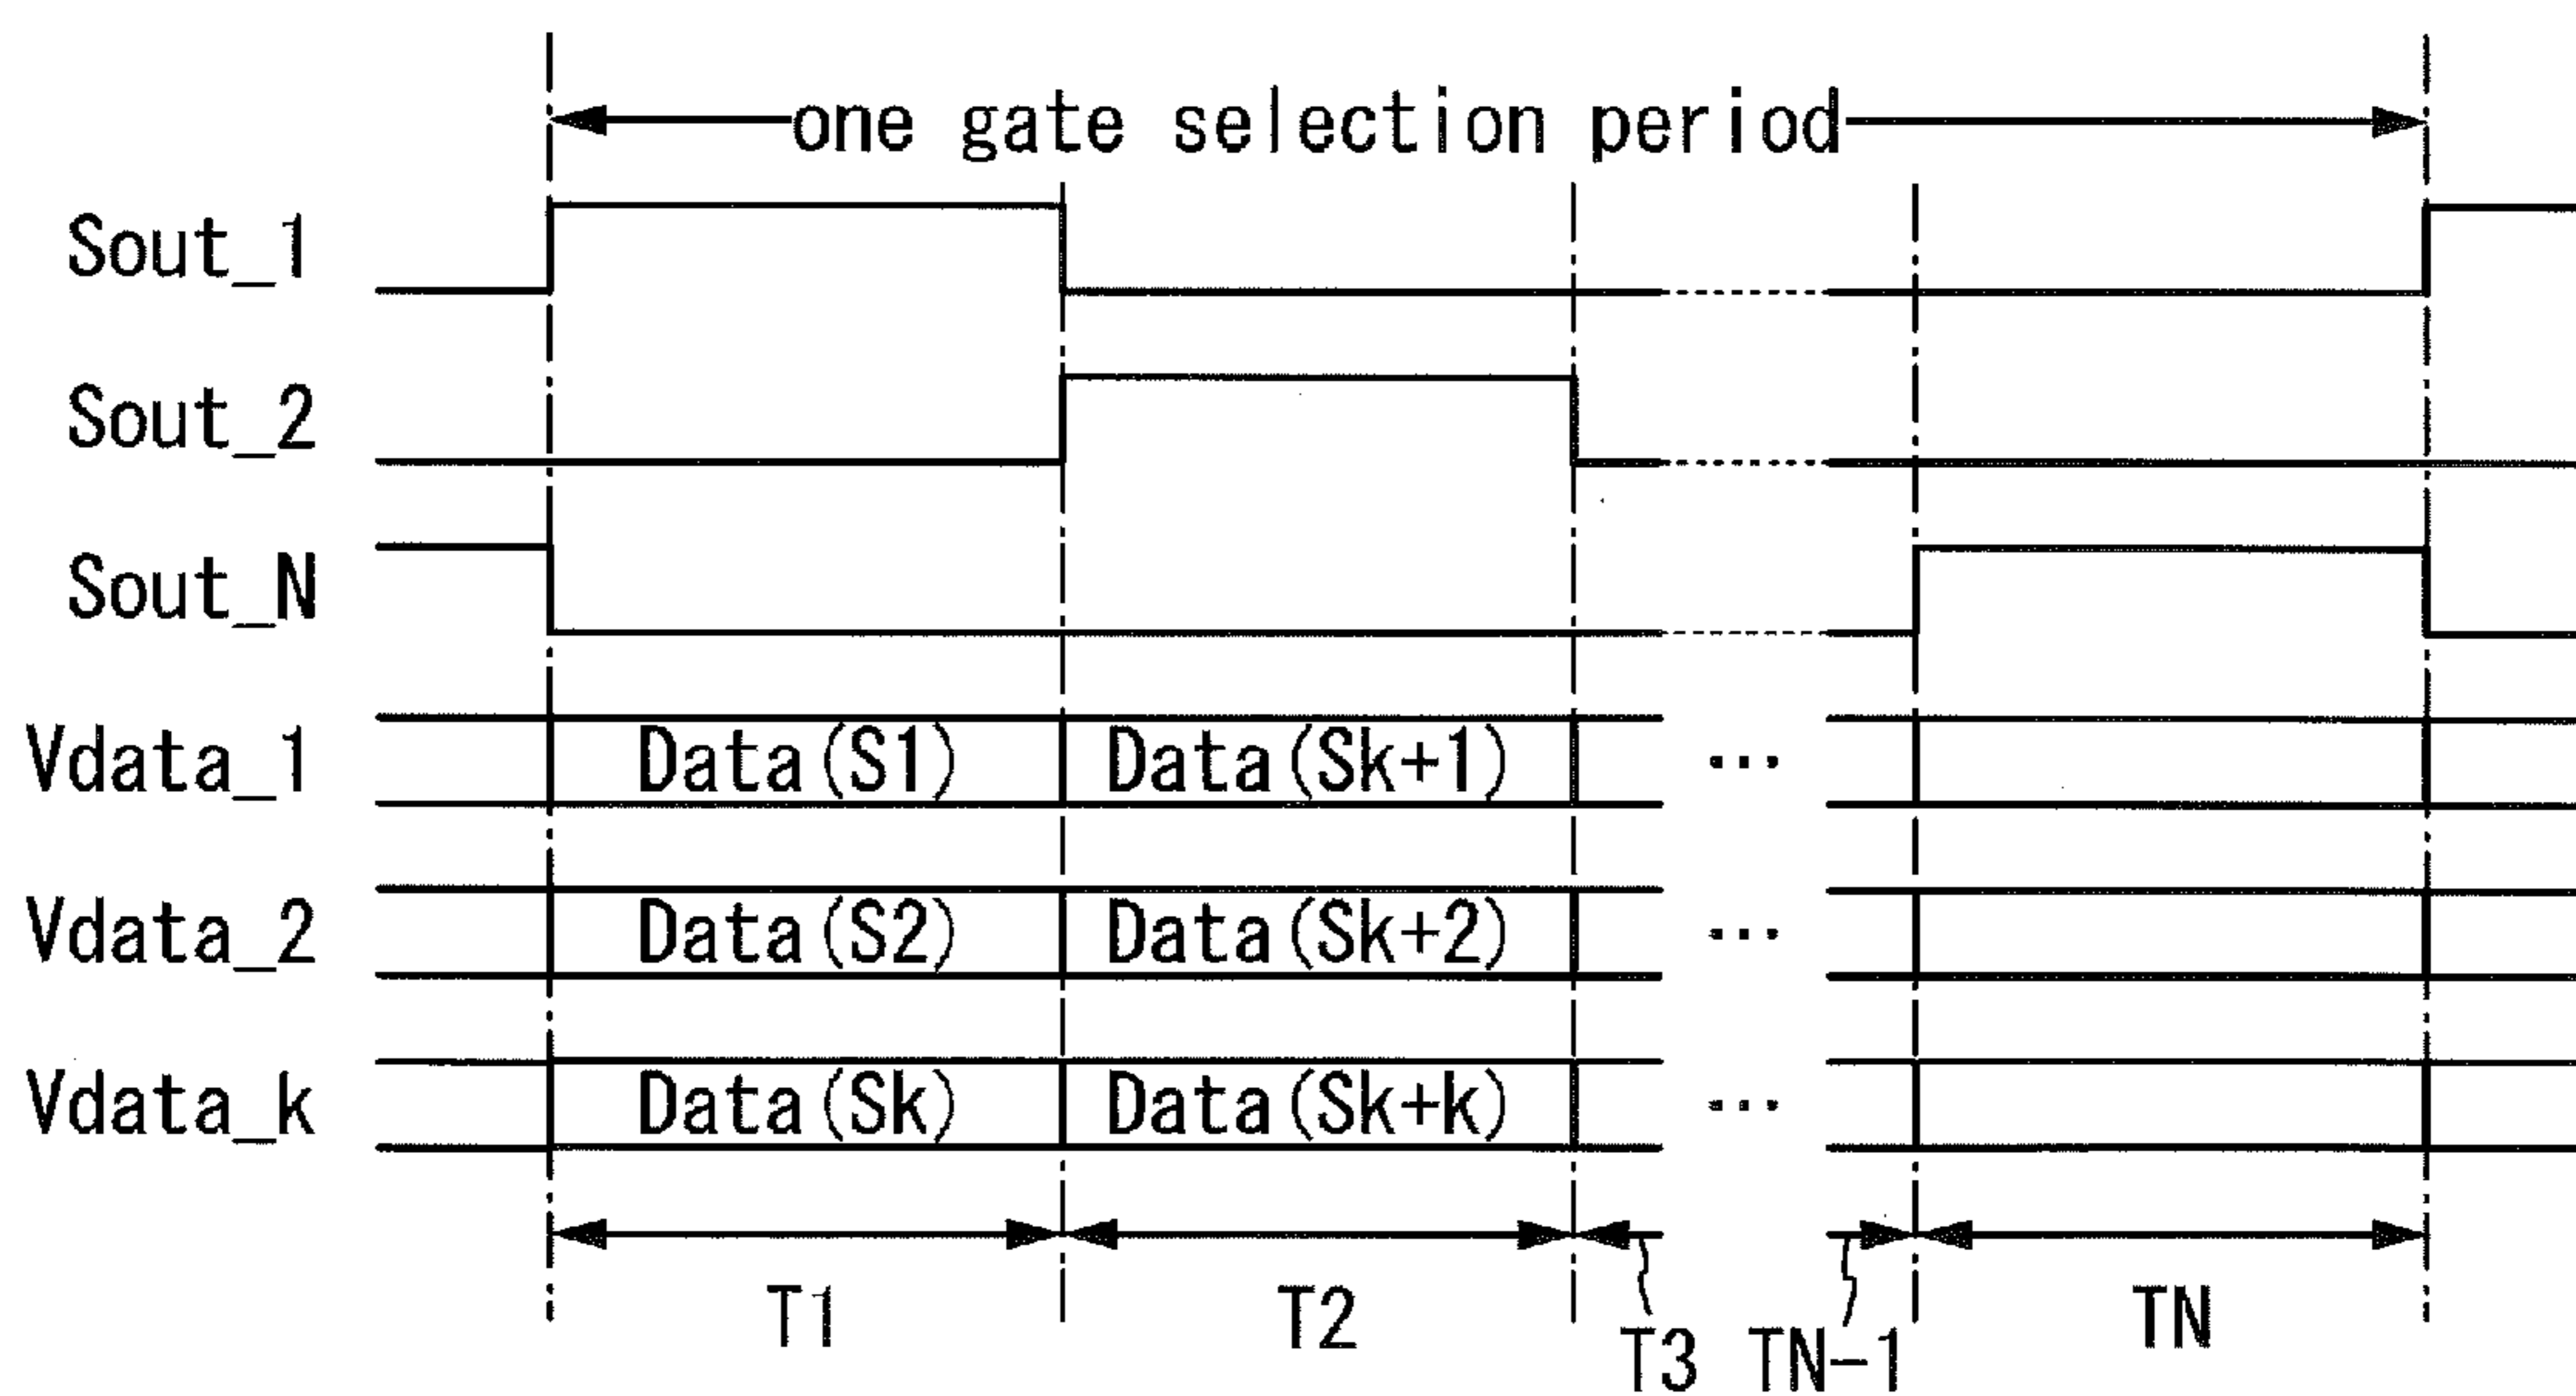 one gate selection period
Sout_1
Sout_2
Sout_N
Vdata_1 Data(S1) Data(Sk+1) ...
Vdata_2 Data(S2) Data(Sk+2) ...
Vdata_k Data(Sk) Data(Sk+k) ...
T1 T2 T3 TN-1 TN